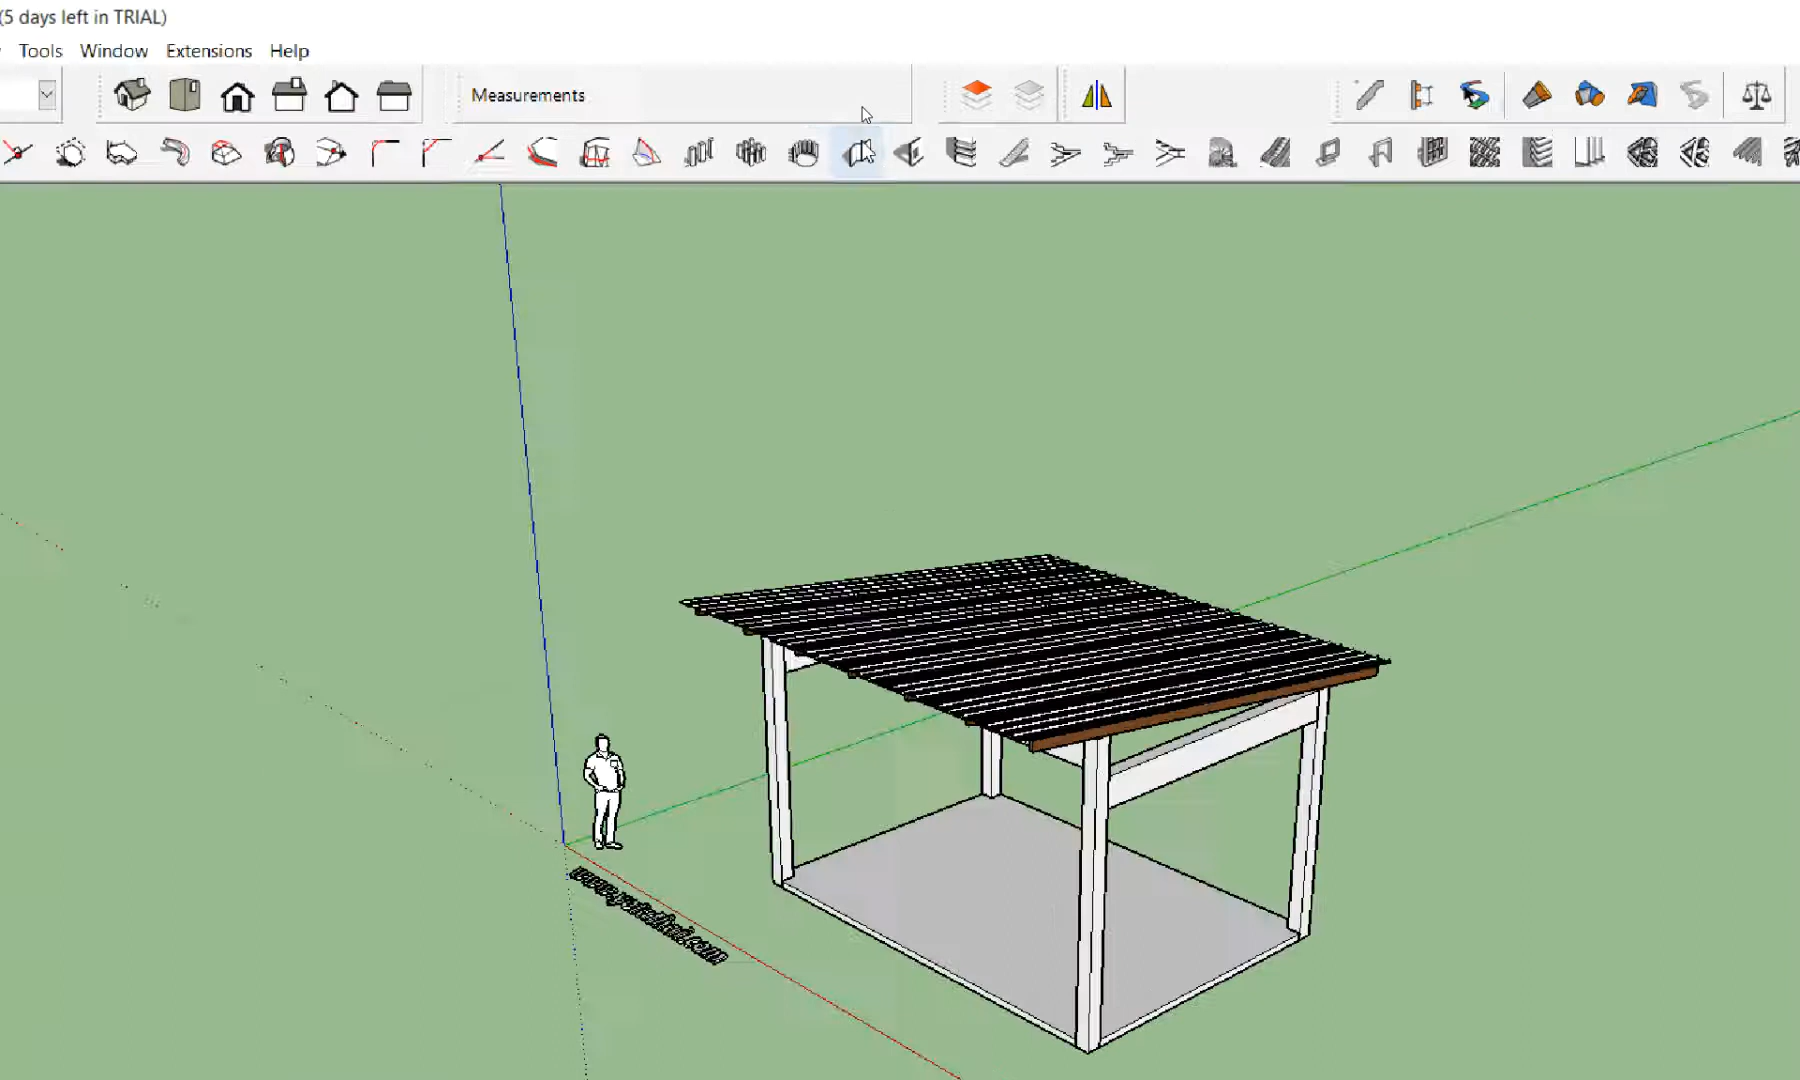 (5 days left in TRIAL)
Tools Window Extensions Help
Measurements